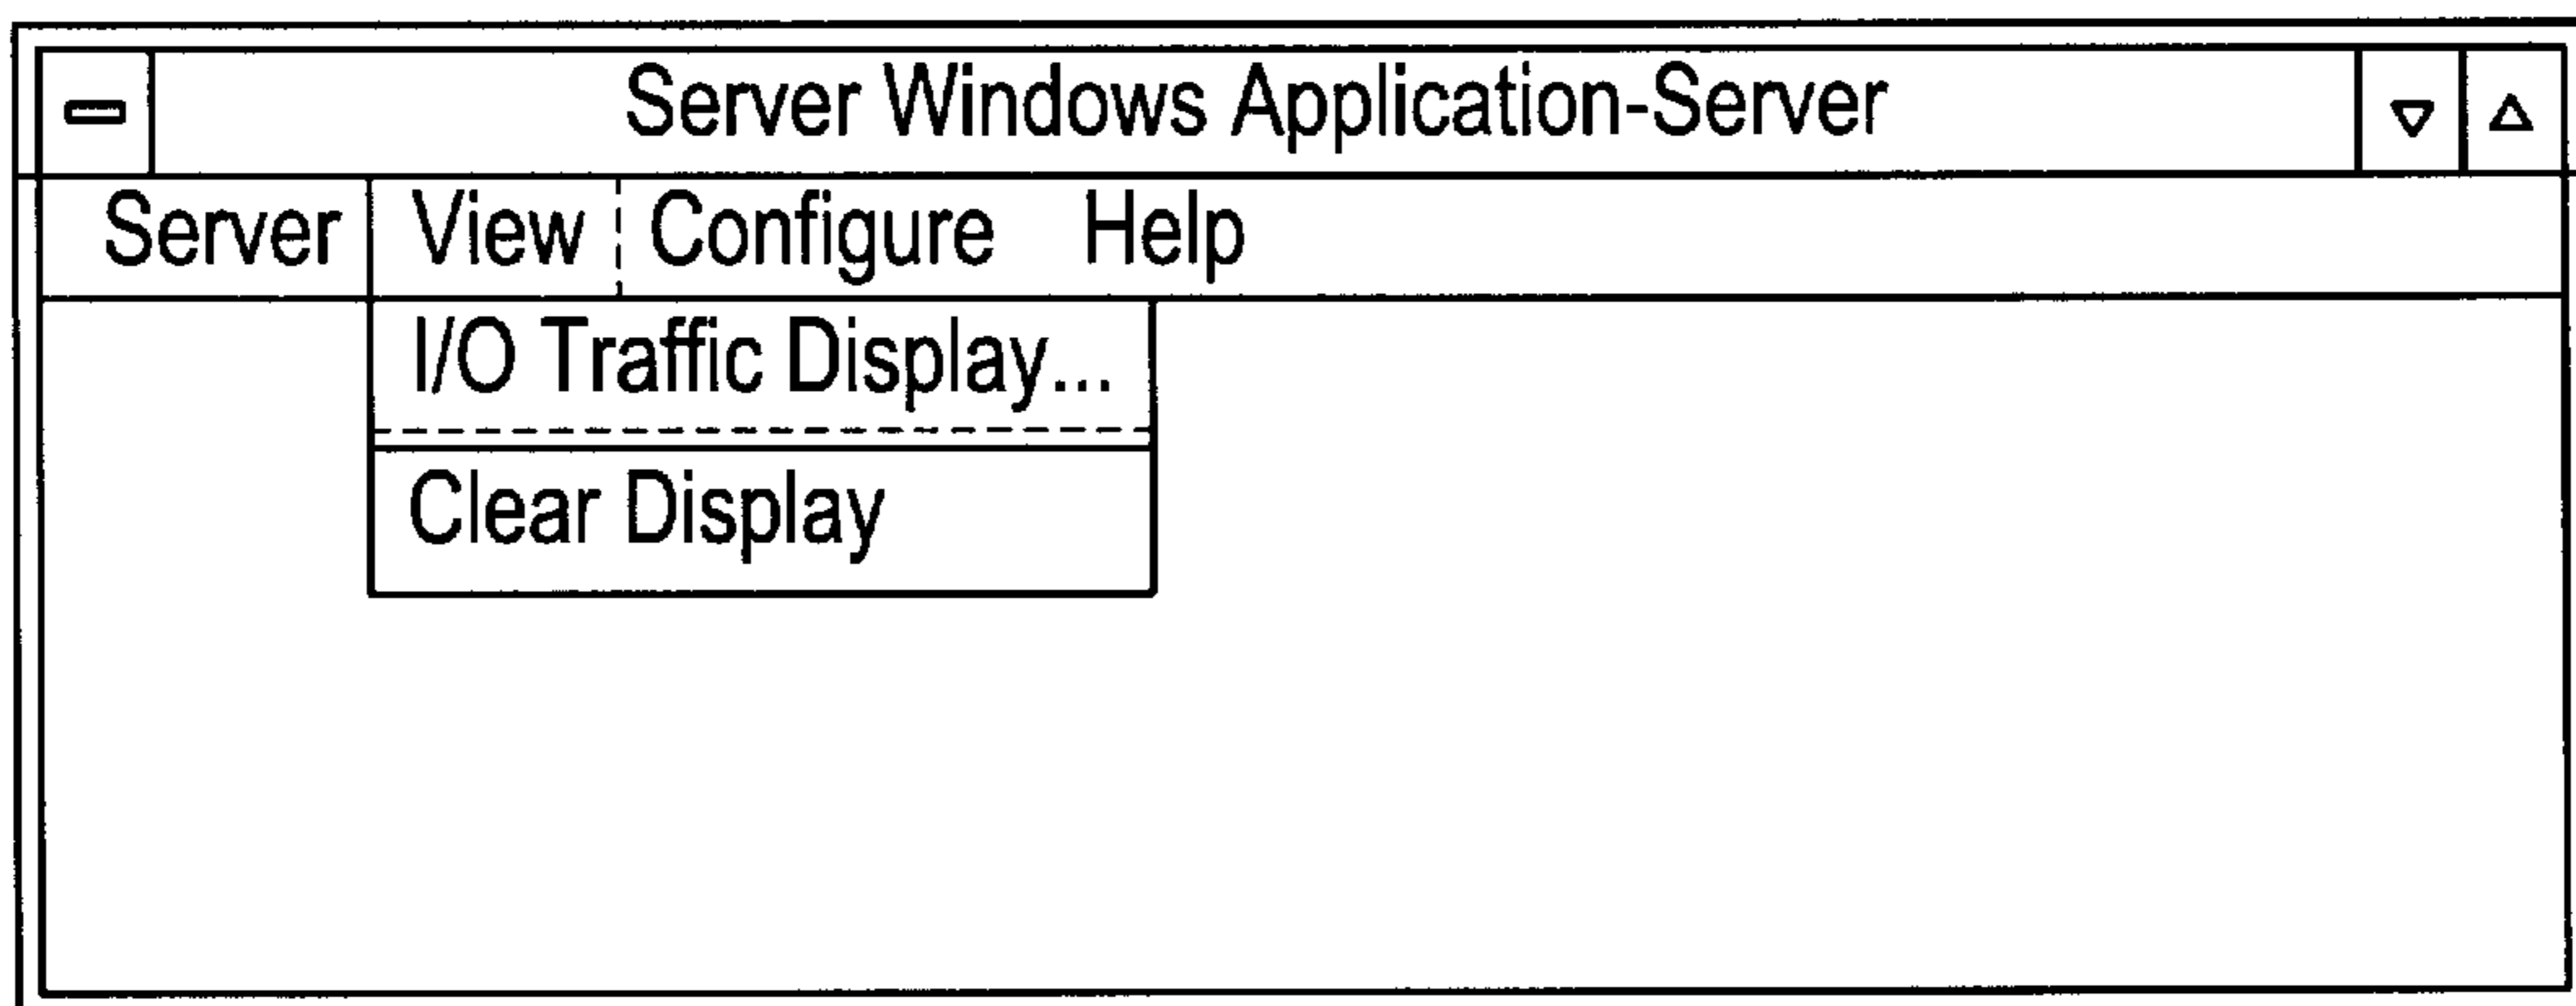 Server Windows Application-Server
Server View Configure Help
I/O Traffic Display...
Clear Display